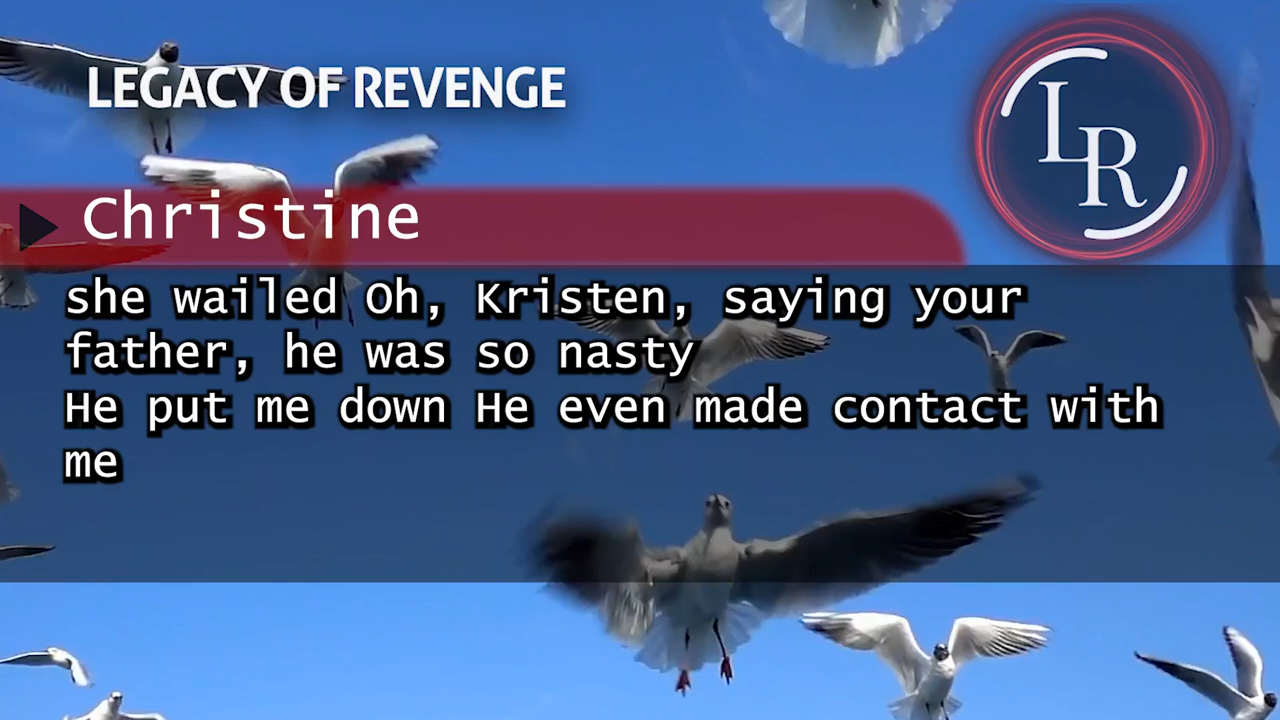 LEGACY OF REVENGE
LR
Christine
she wailed Oh, Kristen, saying your
father, he was so nasty
He put me down He even made contact with
me